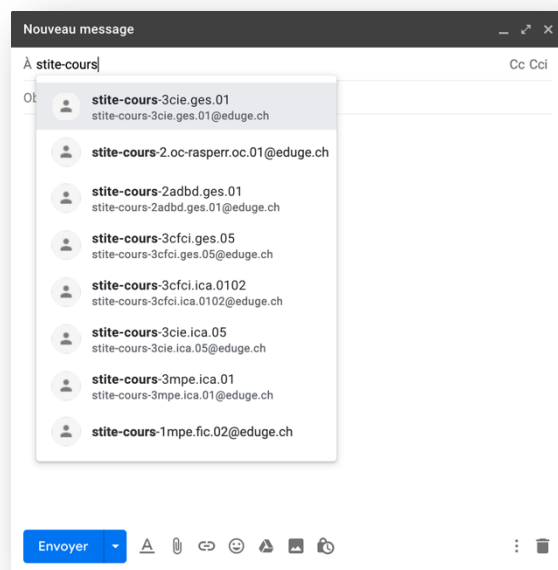 Nouveau message
À stite-cours Cc Cci
Ob
stite-cours-3cie.ges.01
stite-cours-3cie.ges.01@eduge.ch
stite-cours-2.oc-rasperr.oc.01@eduge.ch
stite-cours-2adbd.ges.01
stite-cours-2adbd.ges.01@eduge.ch
stite-cours-3cfci.ges.05
stite-cours-3cfci.ges.05@eduge.ch
stite-cours-3cfci.ica.0102
stite-cours-3cfci.ica.0102@eduge.ch
stite-cours-3cie.ica.05
stite-cours-3cie.ica.05@eduge.ch
stite-cours-3mpe.ica.01
stite-cours-3mpe.ica.01@eduge.ch
stite-cours-1mpe.fic.02@eduge.ch
Envoyer